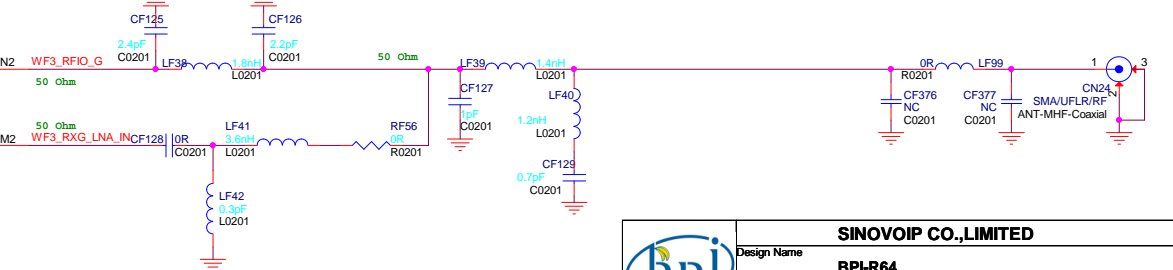 CF125
CF126
2.4pF
2.2pF
C0201
C0201
N2
WF3_RFIO_G
LF38
1.8nH
L0201
50 Ohm
50 Ohm
LF39
1.4nH
L0201
0R
R0201
LF99
1
3
CN24
2
SMA/UFLR/RF
ANT-MHF-Coaxial
CF127
1pF
C0201
LF40
1.2nH
L0201
CF376
NC
C0201
CF377
NC
C0201
50 Ohm
M2
WF3_RXG_LNA_IN
CF128
0R
C0201
LF41
3.6nH
L0201
RF56
0R
R0201
CF129
0.7pF
C0201
LF42
0.3pF
L0201
SINOVOIP CO.,LIMITED
Design Name
BPI-R64
bpi